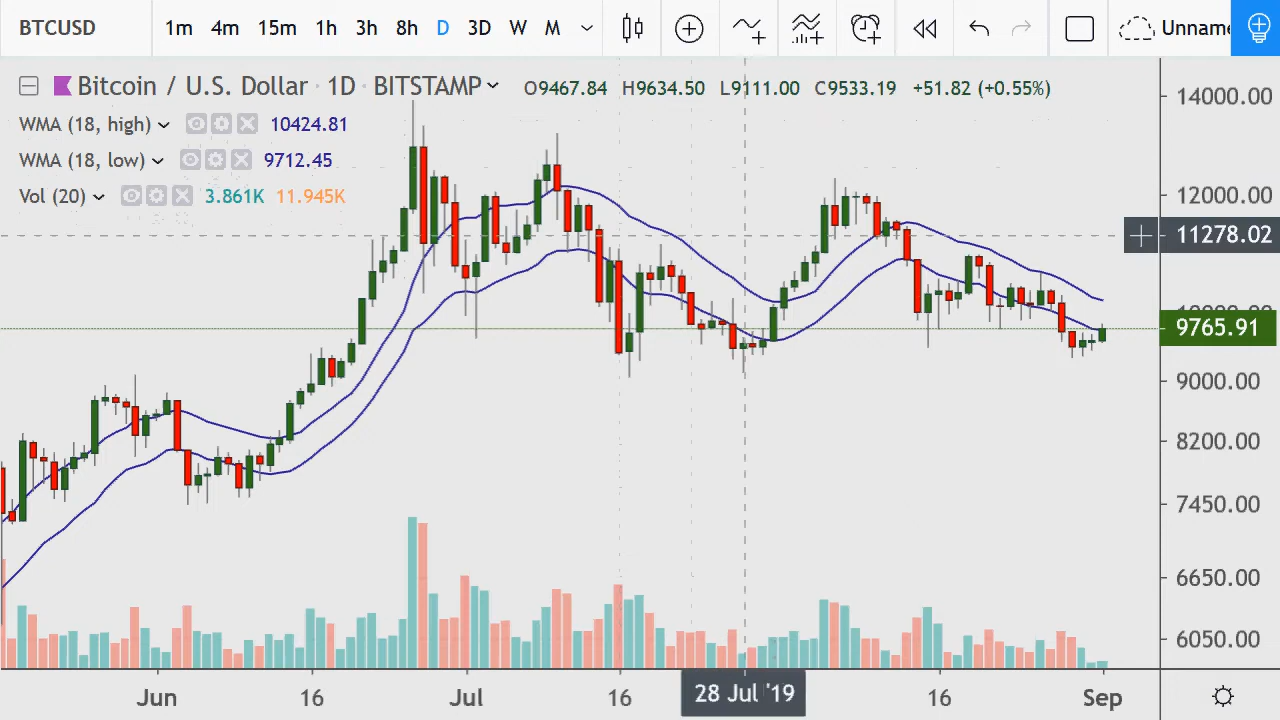 BTCUSD 1m 4m 15m 1h 3h 8h D 3D W M Unname
Bitcoin / U.S. Dollar · 1D · BITSTAMP O9467.84 H9634.50 L9111.00 C9533.19 +51.82 (+0.55%)
WMA (18, high) 10424.81
WMA (18, low) 9712.45
Vol (20) 3.861K 11.945K
14000.00
12000.00
11278.02
9765.91
9000.00
8200.00
7450.00
6650.00
6050.00
Jun 16 Jul 16 28 Jul '19 16 Sep